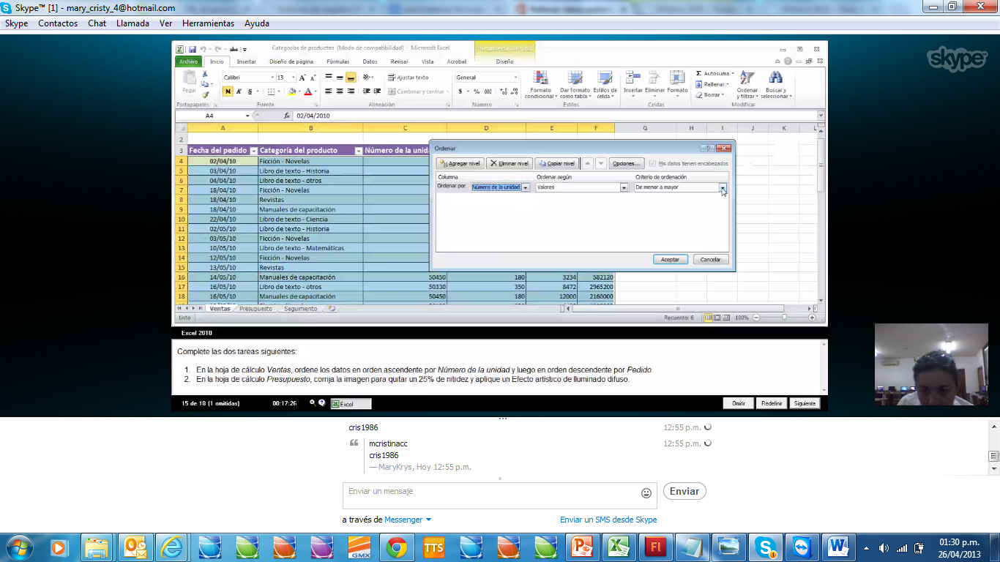 Skype™ [1] - mary_cristy_4@hotmail.com
Skype Contactos Chat Llamada Ver Herramientas Ayuda
skype
Categorías de productos [Modo de compatibilidad] - Microsoft Excel
Herramientas de tabla
Archivo Inicio Insertar Diseño de página Fórmulas Datos Revisar Vista Acrobat Diseño
Pegar
Calibri 13
Ajustar texto
Combinar y centrar
General
Formato condicional
Dar formato como tabla
Estilos de celda
Insertar Eliminar Formato
Autosuma
Rellenar
Borrar
Ordenar y filtrar
Buscar y seleccionar
Portapapeles Fuente Alineación Número Estilos Celdas Modificar
A4 fx 02/04/2010
A B C D E F G H I J K L
2
3 Fecha del pedido Categoría del producto Número de la unida
4 02/04/10 Ficción - Novelas
5 03/04/10 Libro de texto - Historia
6 04/04/10 Libro de texto - otros
7 18/04/10 Ficción - Novelas
8 18/04/10 Revistas
9 18/04/10 Manuales de capacitación
10 22/04/10 Libro de texto - Ciencia
11 02/05/10 Libro de texto - Historia
12 03/05/10 Ficción - Novelas
13 10/05/10 Libro de texto - Matemáticas
14 12/05/10 Ficción - Novelas
15 13/05/10 Revistas
16 14/05/10 Manuales de capacitación 50450 180 3234 582120
17 16/05/10 Libro de texto - otros 50330 350 8472 2965200
18 16/05/10 Manuales de capacitación 50450 180 12000 2160000
Ordenar
Agregar nivel Eliminar nivel Copiar nivel Opciones... Mis datos tienen encabezados
Columna Ordenar según Criterio de ordenación
Ordenar por Número de la unidad Valores De menor a mayor
Aceptar Cancelar
Ventas Presupuesto Seguimiento
Listo Recuento: 6 100%
Excel 2010
Complete las dos tareas siguientes:
1. En la hoja de cálculo Ventas, ordene los datos en orden ascendente por Número de la unidad y luego en orden descendente por Pedido.
2. En la hoja de cálculo Presupuesto, corrija la imagen para quitar un 25% de nitidez y aplique un Efecto artístico de Iluminado difuso.
15 de 18 (1 omitidas) 00:17:26 Excel Omitir Redefinir Siguiente
cris1986 12:55 p.m.
mcristinacc 12:55 p.m.
cris1986
— MaryKrys, Hoy 12:55 p.m.
Enviar un mensaje Enviar
a través de Messenger Enviar un SMS desde Skype
GMX TTS Fl 1
01:30 p.m.
26/04/2013